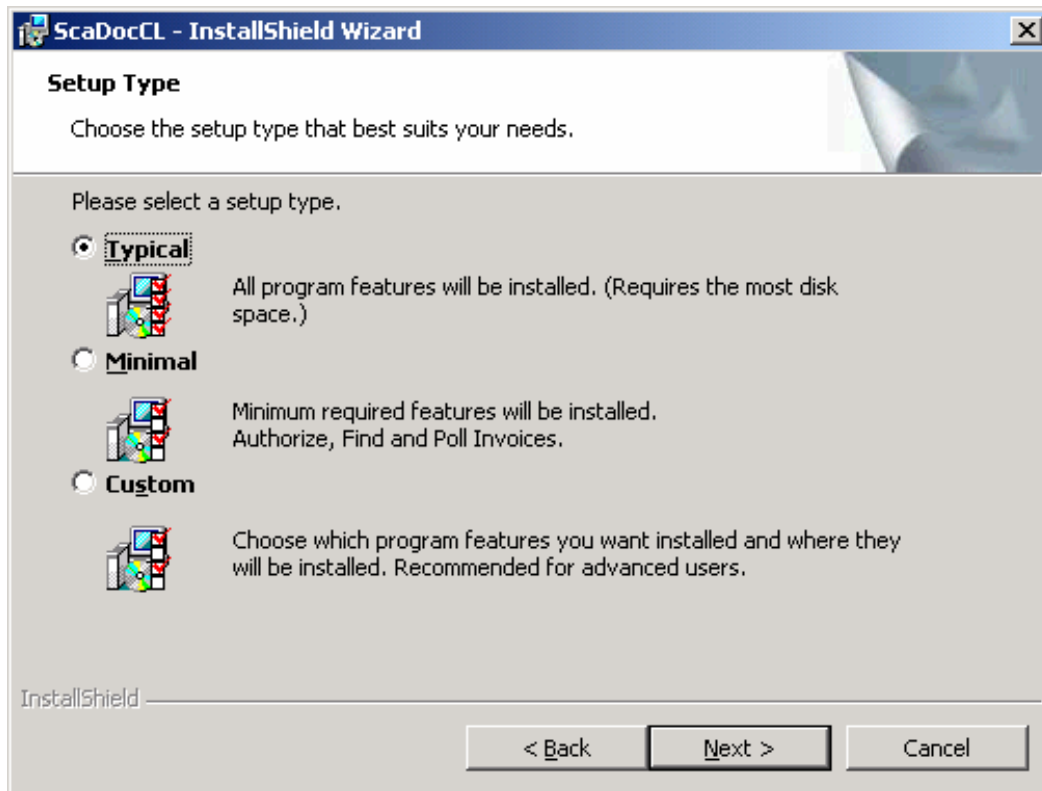 ScaDocCL - InstallShield Wizard
Setup Type
Choose the setup type that best suits your needs.
Please select a setup type.
Typical
All program features will be installed. (Requires the most disk
space.)
Minimal
Minimum required features will be installed.
Authorize, Find and Poll Invoices.
Custom
Choose which program features you want installed and where they
will be installed. Recommended for advanced users.
InstallShield
< Back
Next >
Cancel